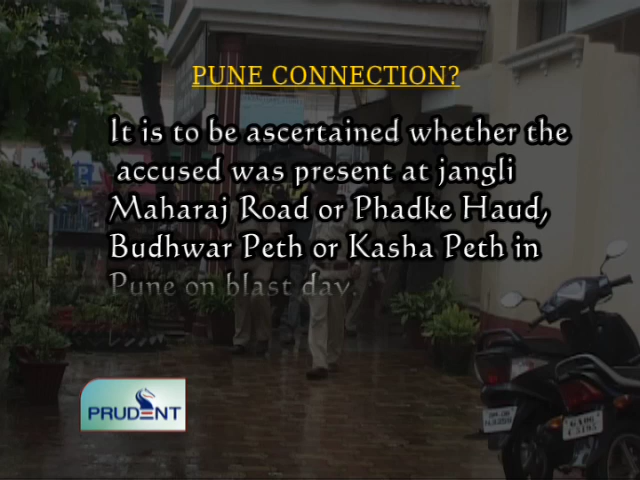 PUNE CONNECTION?
It is to be ascertained whether the
accused was present at jangli
Maharaj Road or Phadke Haud,
Budhwar Peth or Kasha Peth in
Pune on blast day.
PRUDENT